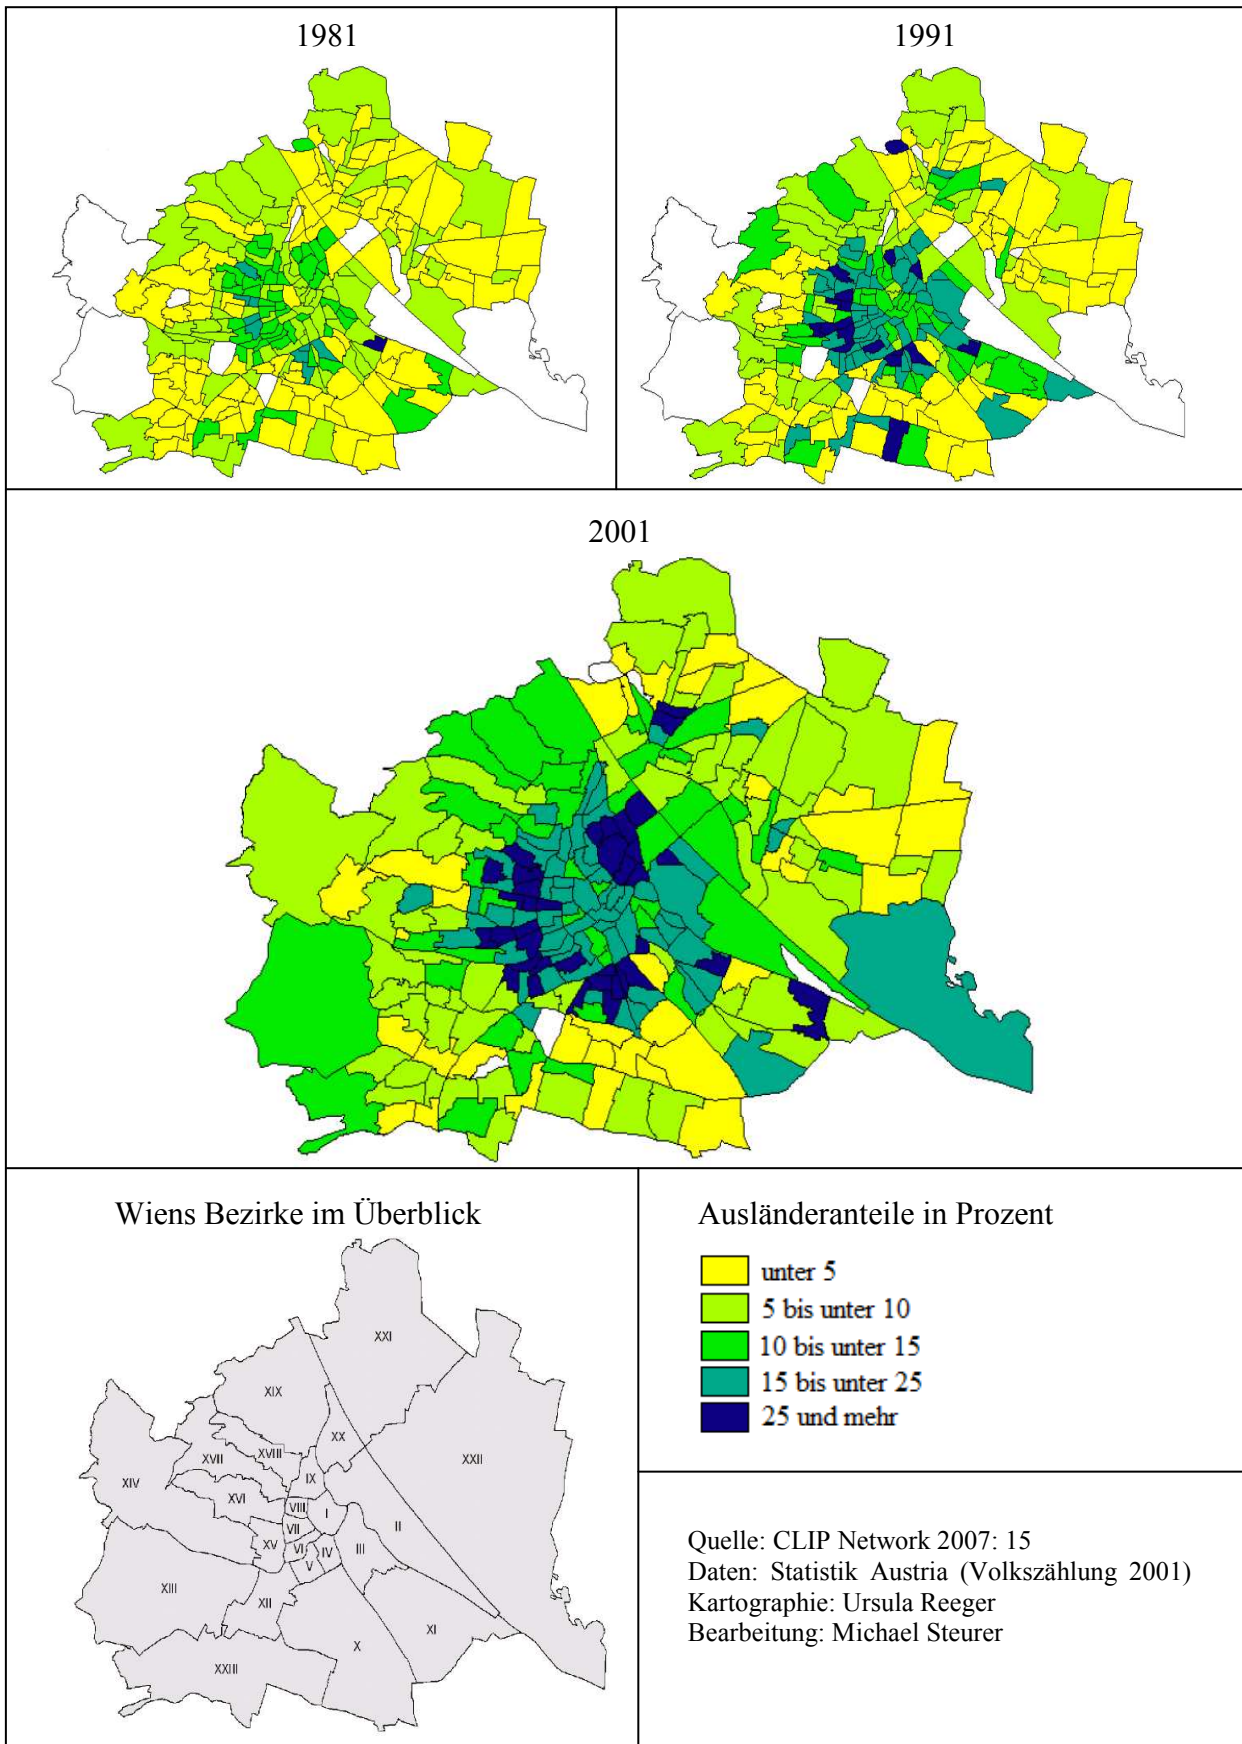 1981
1991
2001
Wiens Bezirke im Überblick
XXI
XIX
XX
XXII
XVIII
XVII
IX
XIV
XVI
VIII
I
II
VII
XV
VI
IV
III
V
XIII
XII
XI
X
XXIII
Ausländeranteile in Prozent
unter 5
5 bis unter 10
10 bis unter 15
15 bis unter 25
25 und mehr
Quelle: CLIP Network 2007: 15
Daten: Statistik Austria (Volkszählung 2001)
Kartographie: Ursula Reeger
Bearbeitung: Michael Steurer